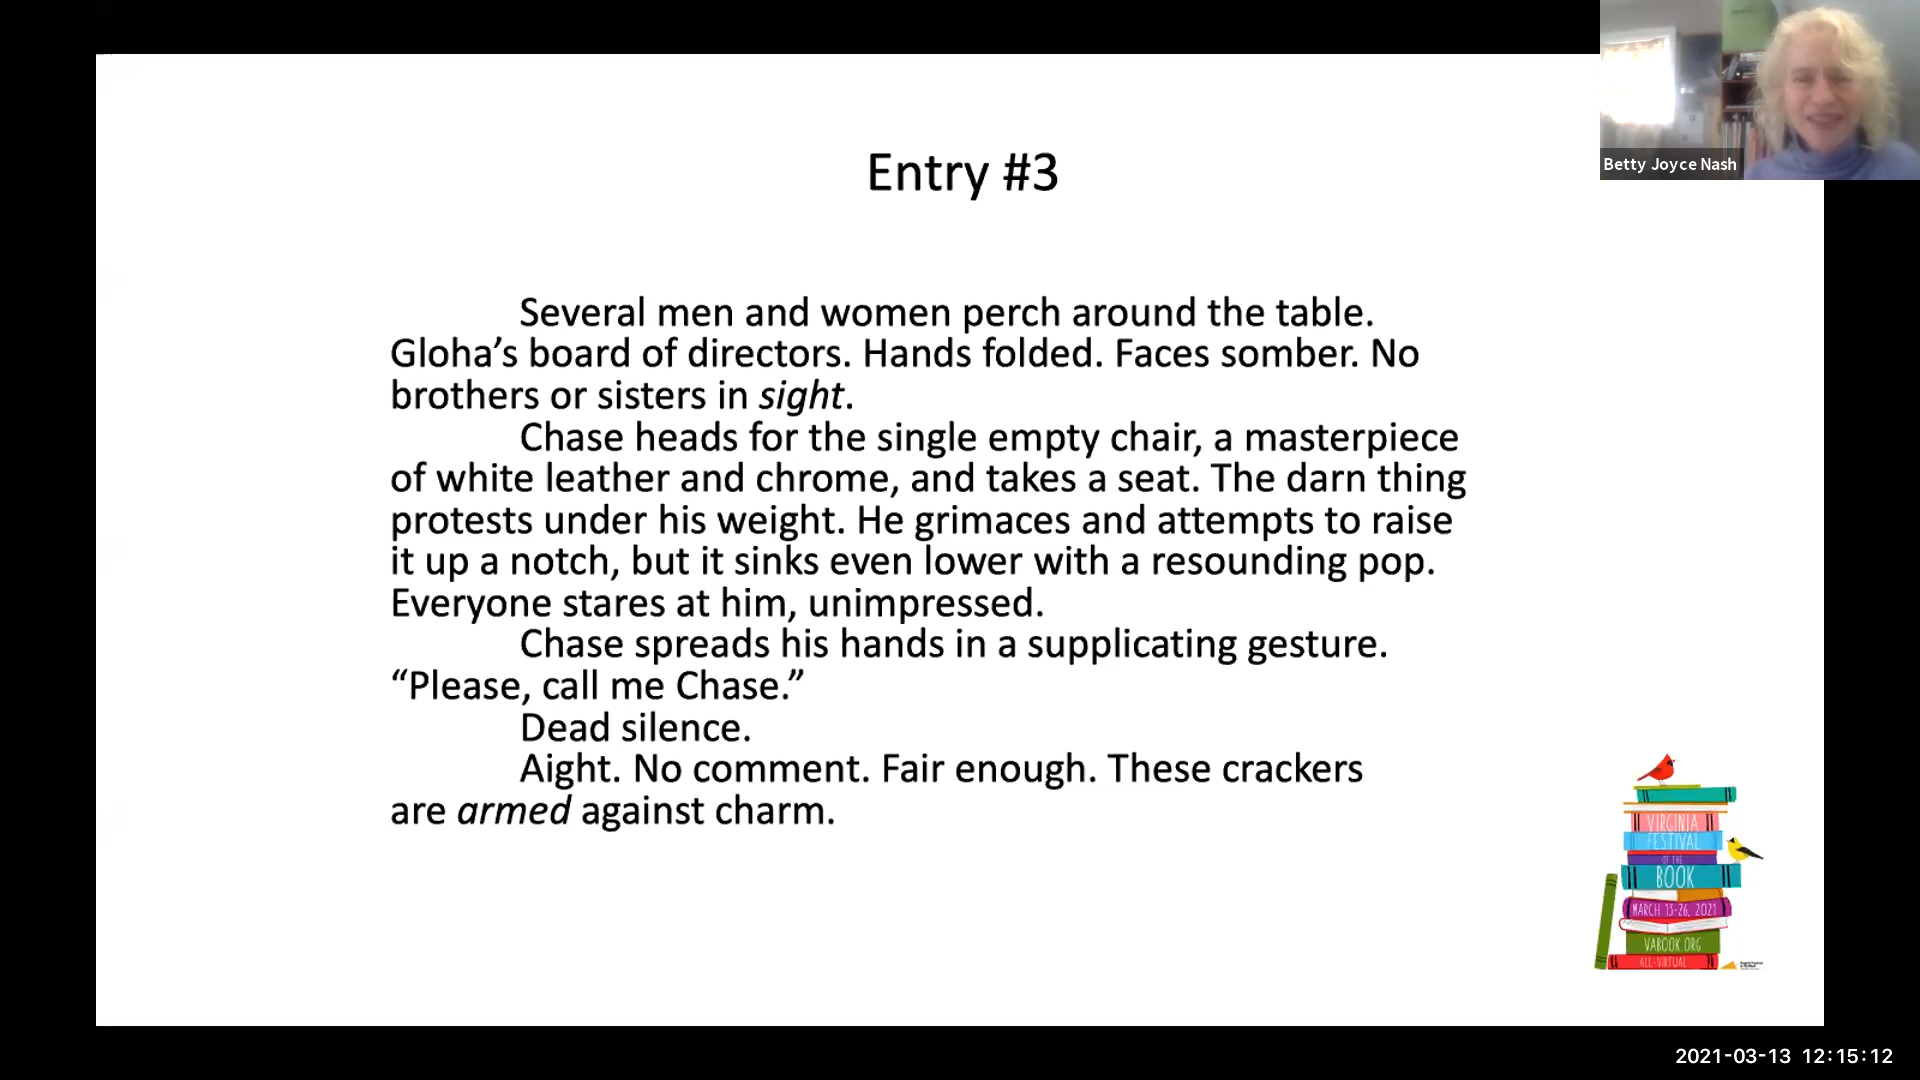 Betty Joyce Nash
Entry #3
Several men and women perch around the table.
Gloha’s board of directors. Hands folded. Faces somber. No
brothers or sisters in sight.
Chase heads for the single empty chair, a masterpiece
of white leather and chrome, and takes a seat. The darn thing
protests under his weight. He grimaces and attempts to raise
it up a notch, but it sinks even lower with a resounding pop.
Everyone stares at him, unimpressed.
Chase spreads his hands in a supplicating gesture.
“Please, call me Chase.”
Dead silence.
Aight. No comment. Fair enough. These crackers
are armed against charm.
VIRGINIA
FESTIVAL
OF THE
BOOK
MARCH 13-26, 2021
VABOOK.ORG
ALL-VIRTUAL
2021-03-13 12:15:12